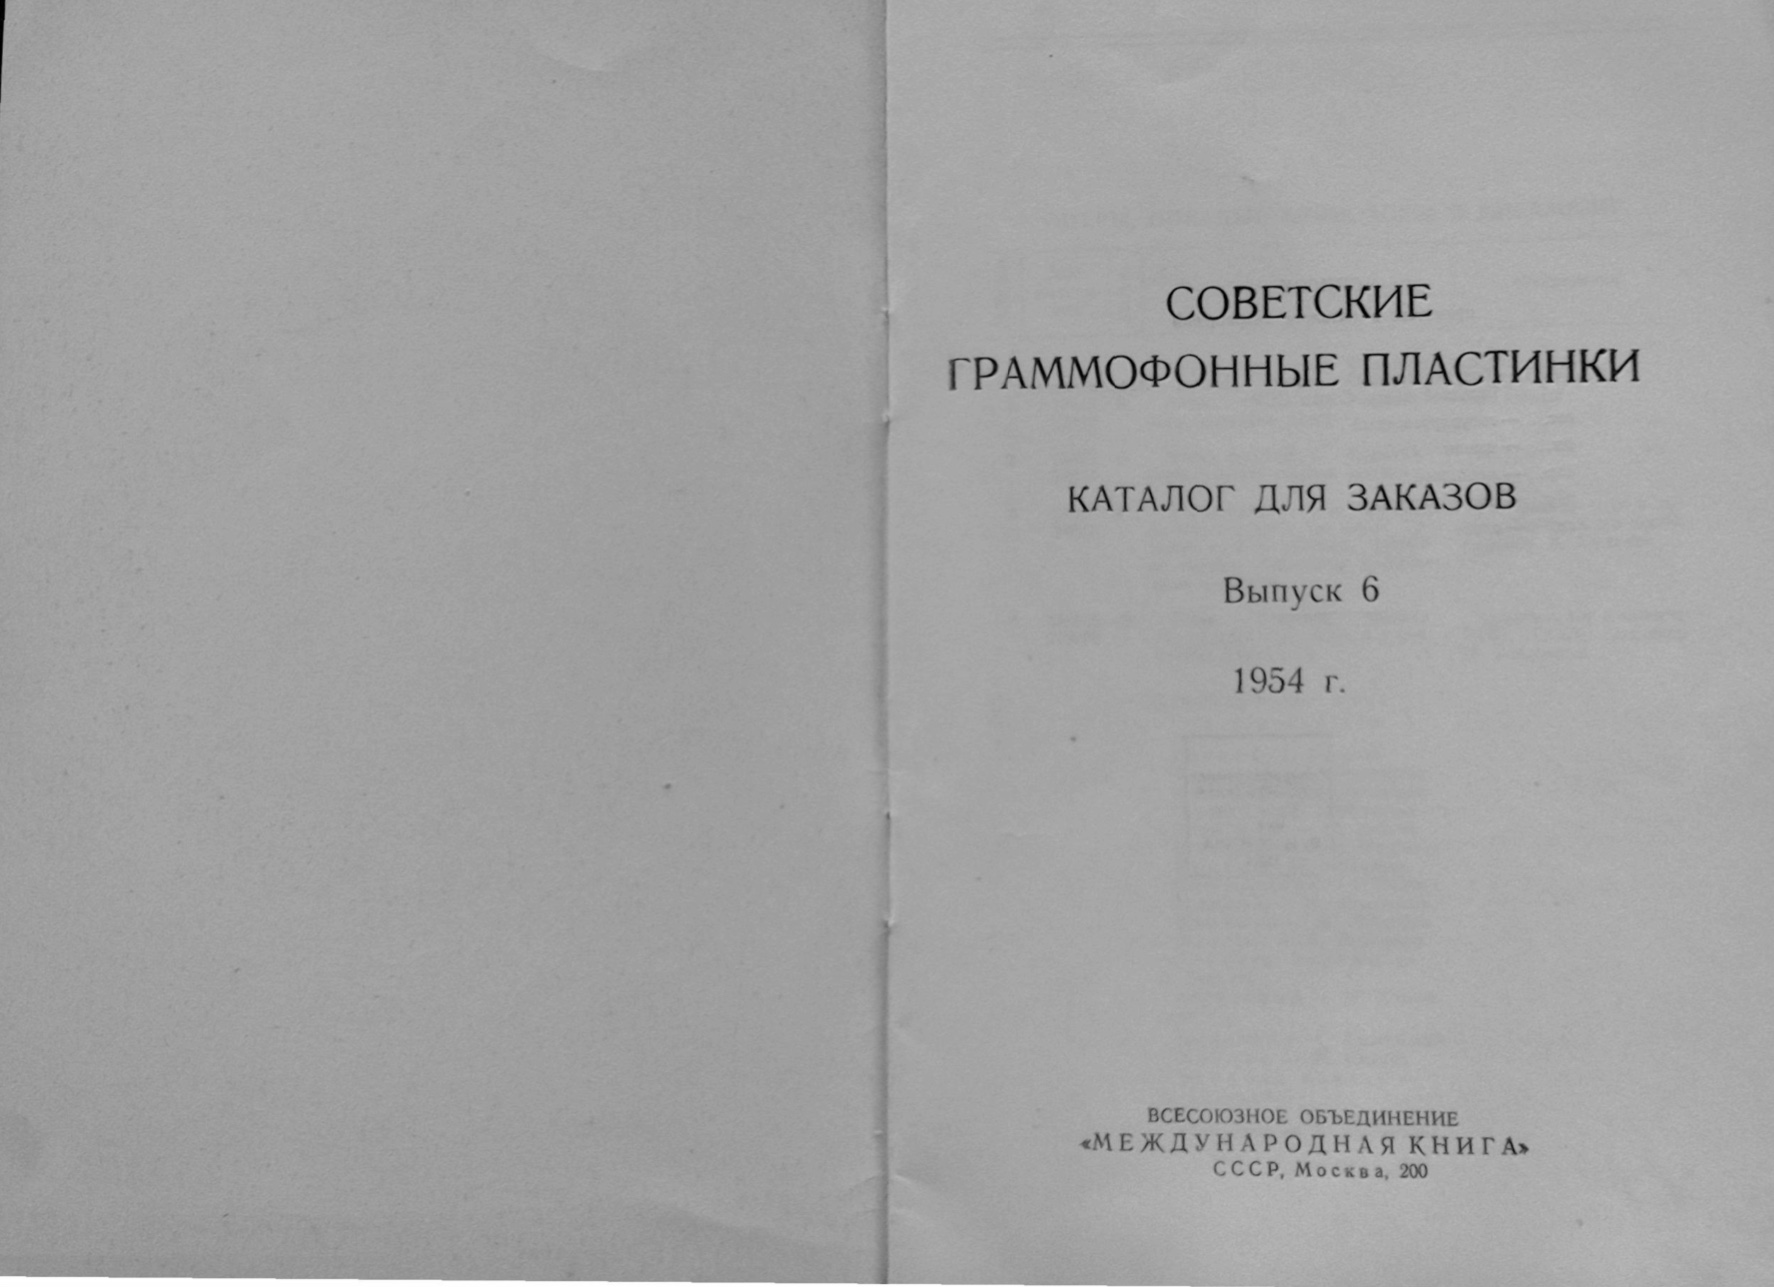 СОВЕТСКИЕ
ГРАММОФОННЫЕ ПЛАСТИНКИ
КАТАЛОГ ДЛЯ ЗАКАЗОВ
Выпуск 6
1954 г.
ВСЕСОЮЗНОЕ ОБЪЕДИНЕНИЕ
«МЕЖДУНАРОДНАЯ КНИГА»
СССР, Москва, 200